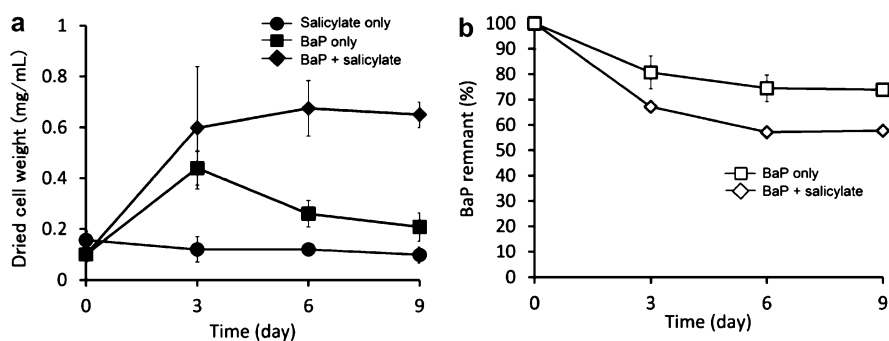 a
Dried cell weight (mg/mL)
1
0.8
0.6
0.4
0.2
0
Salicylate only
BaP only
BaP + salicylate
0 3 6 9
Time (day)
b
BaP remnant (%)
100
90
80
70
60
50
40
30
20
10
0
BaP only
BaP + salicylate
0 3 6 9
Time (day)